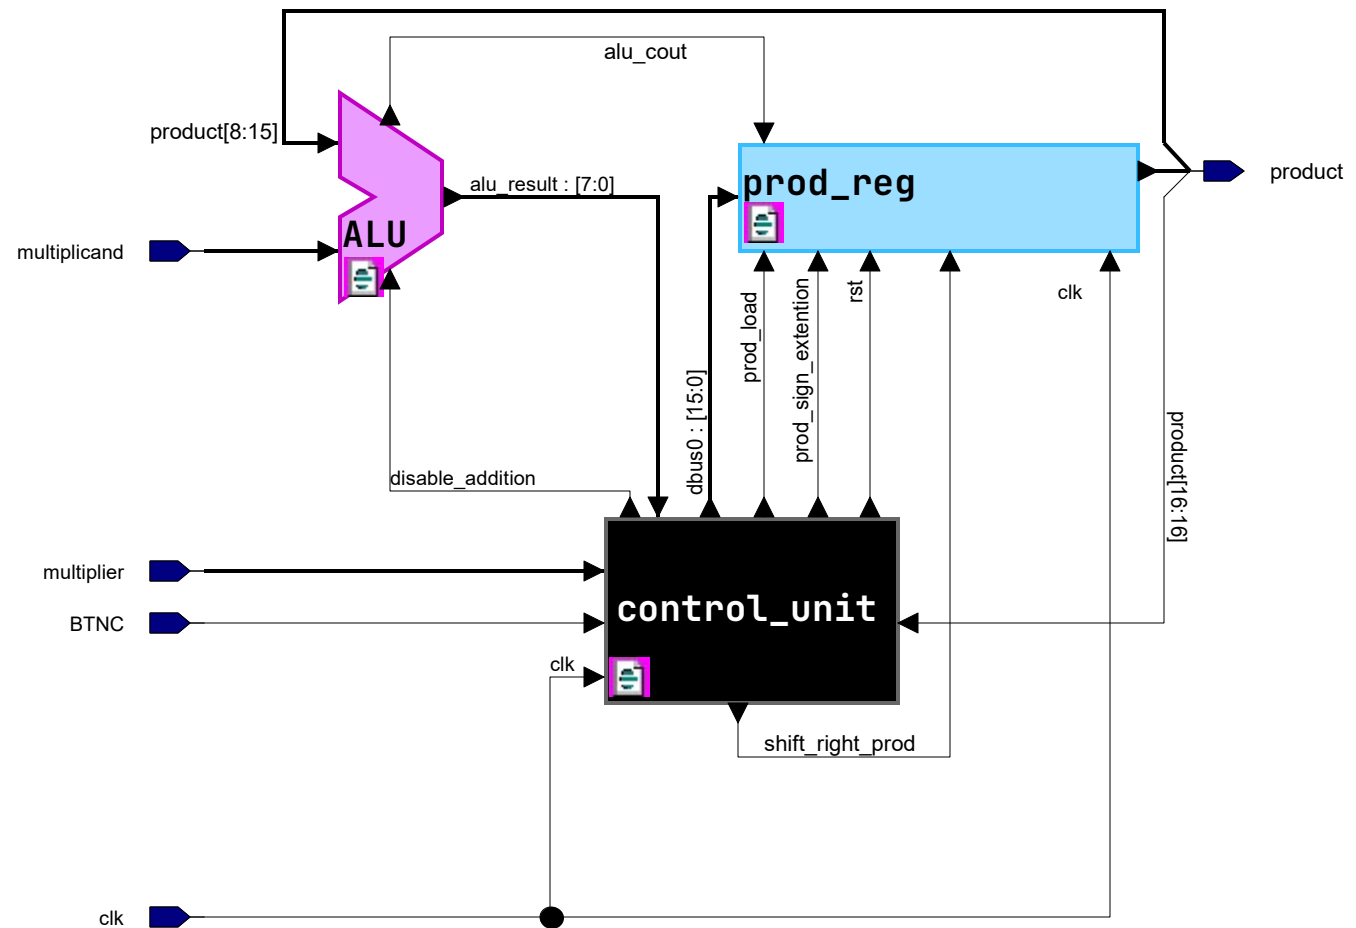 alu_cout
product[8:15]
alu_result : [7:0]
prod_reg
product
ALU
multiplicand
clk
prod_load
prod_sign_extention
rst
dbus0 : [15:0]
product[16:16]
disable_addition
multiplier
control_unit
BTNC
clk
shift_right_prod
clk